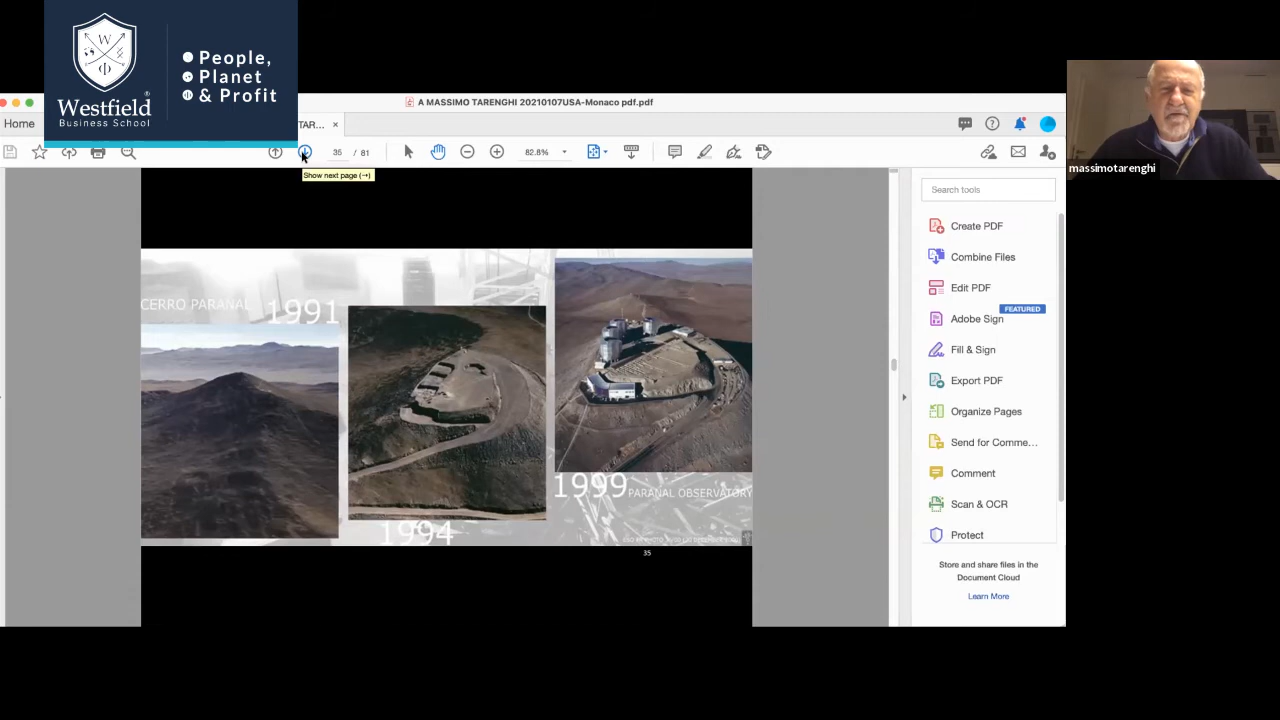 W
Φ
Westfield®
Business School
People,
Planet
& Profit
A MASSIMO TARENGHI 20210107USA-Monaco pdf.pdf
Home
TAR... ×
35 / 81
82.8%
Show next page (→)
massimotarenghi
Search tools
Create PDF
Combine Files
Edit PDF
FEATURED
Adobe Sign
Fill & Sign
Export PDF
Organize Pages
Send for Comme...
Comment
Scan & OCR
Protect
Store and share files in the
Document Cloud
Learn More
CERRO PARANAL 1991
1994
1999 PARANAL OBSERVATORY
35